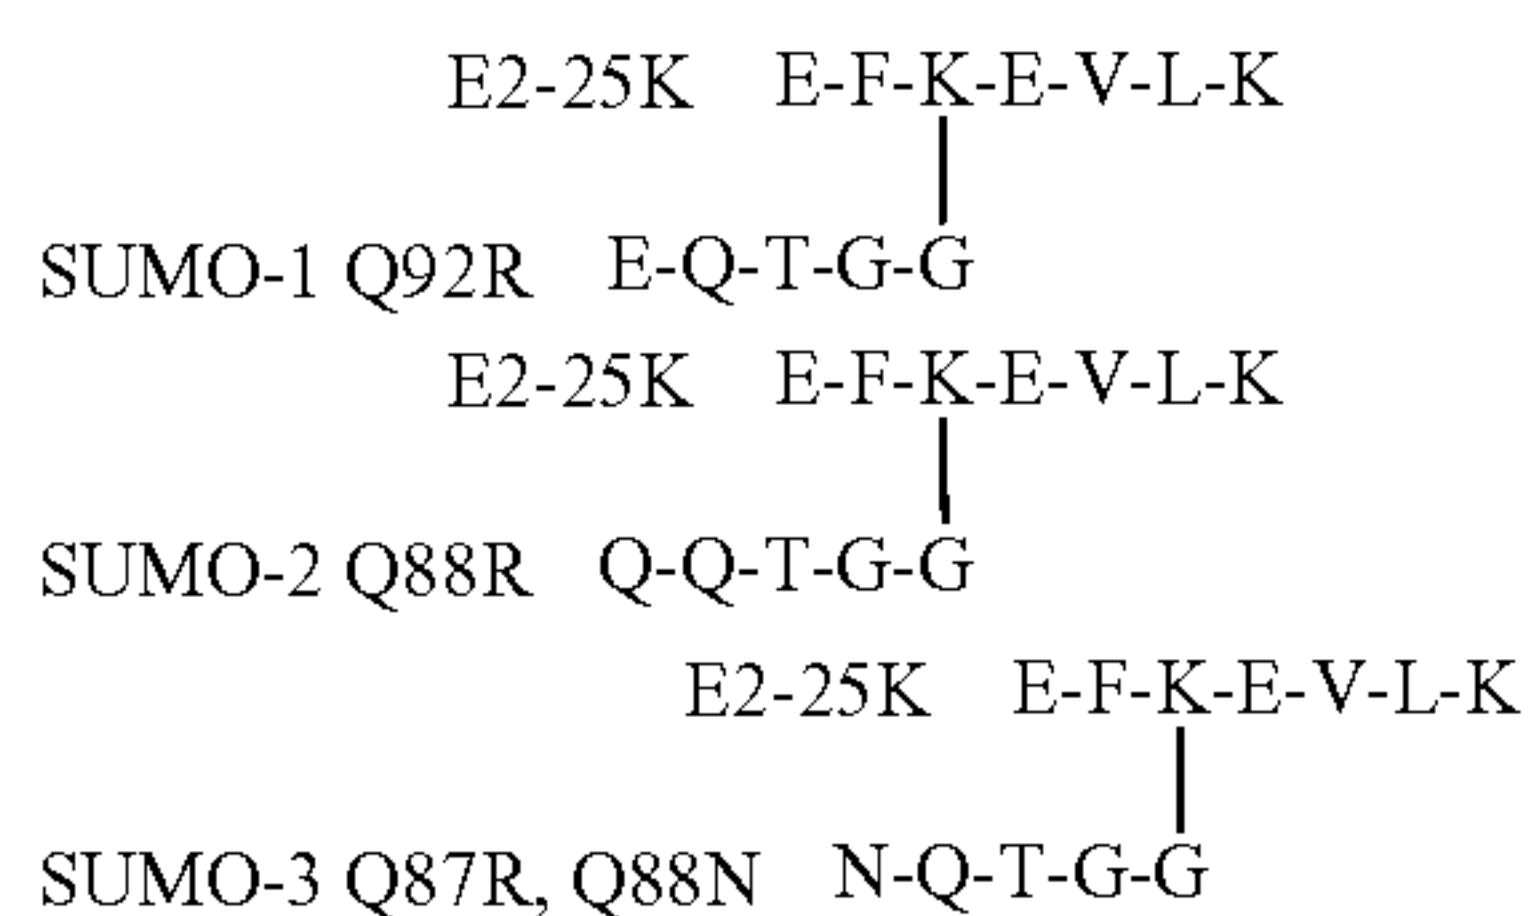 E2-25K E-F-K-E-V-L-K
SUMO-1 Q92R E-Q-T-G-G
E2-25K E-F-K-E-V-L-K
SUMO-2 Q88R Q-Q-T-G-G
E2-25K E-F-K-E-V-L-K
SUMO-3 Q87R, Q88N N-Q-T-G-G